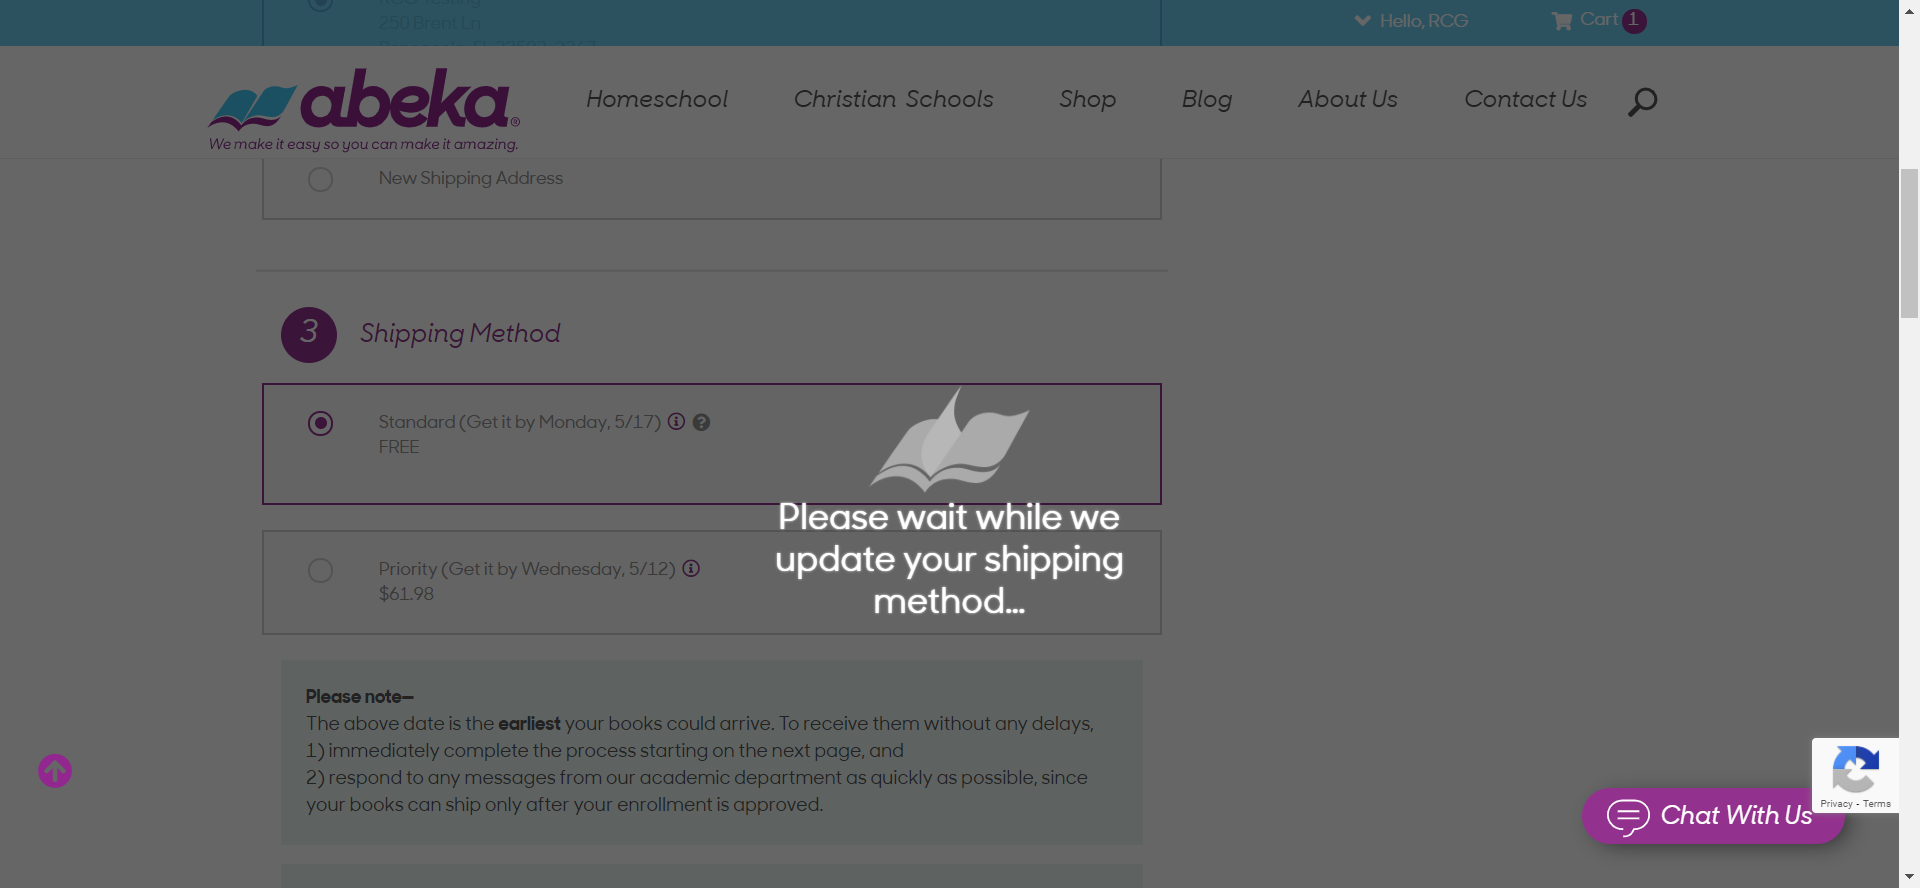 250 Brent Ln
Hello, RCG
Cart 1
abeka®
We make it easy so you can make it amazing.
Homeschool
Christian Schools
Shop
Blog
About Us
Contact Us
New Shipping Address
3 Shipping Method
Standard (Get it by Monday, 5/17)
FREE
Please wait while we
update your shipping
method...
Priority (Get it by Wednesday, 5/12)
$61.98
Please note—
The above date is the earliest your books could arrive. To receive them without any delays,
1) immediately complete the process starting on the next page, and
2) respond to any messages from our academic department as quickly as possible, since
your books can ship only after your enrollment is approved.
Privacy - Terms
Chat With Us